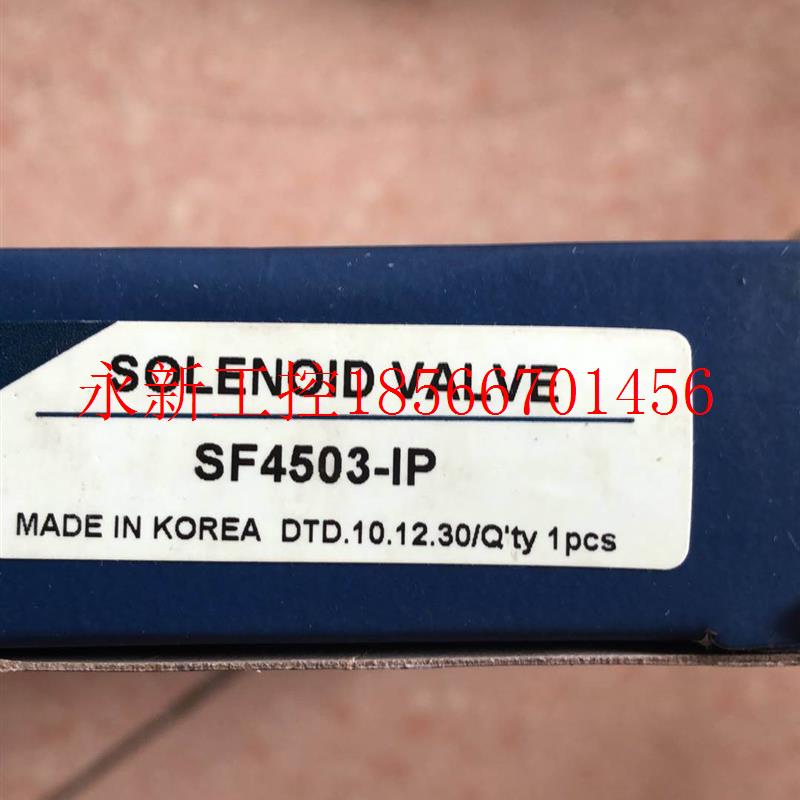 SOLENOID VALVE
永新工控18566701456
SF4503-IP
MADE IN KOREA DTD.10.12.30/Q'ty 1pcs